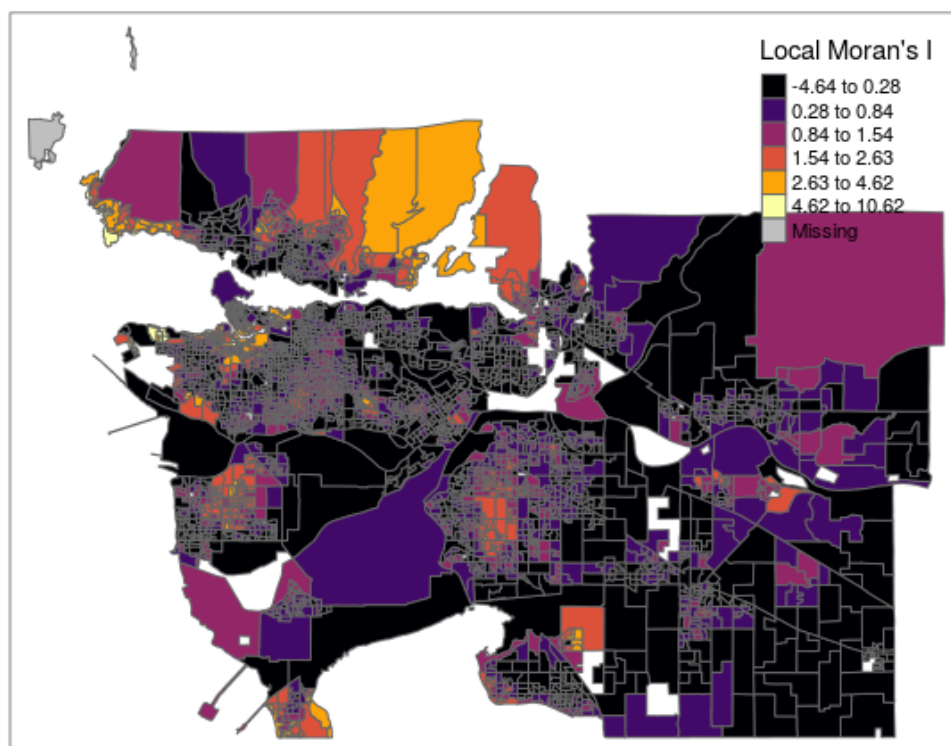 Local Moran's I
-4.64 to 0.28
0.28 to 0.84
0.84 to 1.54
1.54 to 2.63
2.63 to 4.62
4.62 to 10.62
Missing